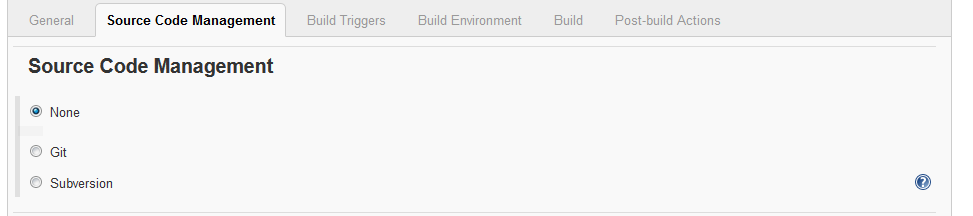 General Source Code Management Build Triggers Build Environment Build Post-build Actions
Source Code Management
None
Git
Subversion
?